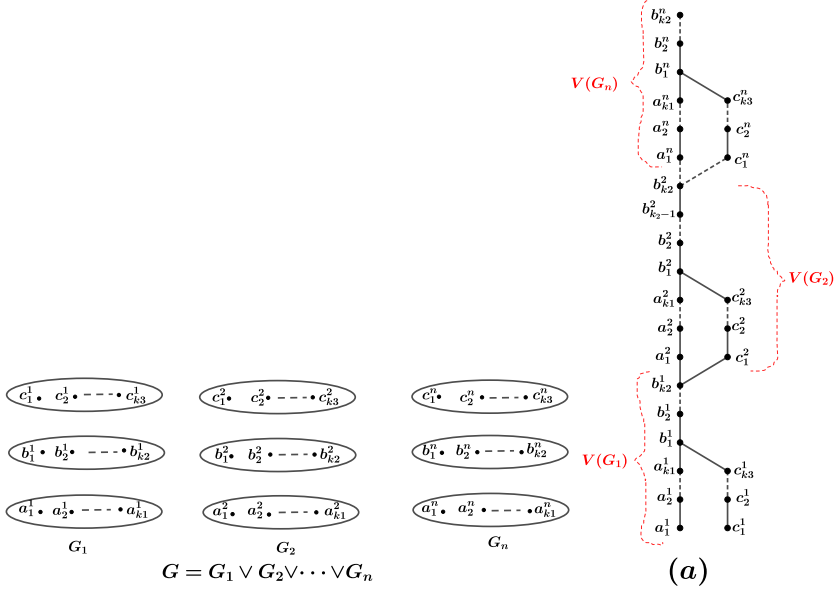 b^n_{k2}
b^n_2
b^n_1
V(G_n)
a^n_{k1} c^n_{k3}
a^n_2 c^n_2
a^n_1 c^n_1
b^2_{k2}
b^2_{k_2-1}
b^2_2
b^2_1
V(G_2)
a^2_{k1} c^2_{k3}
a^2_2 c^2_2
a^2_1 c^2_1
b^1_{k2}
b^1_2
b^1_1
V(G_1)
a^1_{k1} c^1_{k3}
a^1_2 c^1_2
a^1_1 c^1_1
c^1_1 c^1_2 c^1_{k3} c^2_1 c^2_2 c^2_{k3} c^n_1 c^n_2 c^n_{k3}
b^1_1 b^1_2 b^1_{k2} b^2_1 b^2_2 b^2_{k2} b^n_1 b^n_2 b^n_{k2}
a^1_1 a^1_2 a^1_{k1} a^2_1 a^2_2 a^2_{k1} a^n_1 a^n_2 a^n_{k1}
G_1 G_2 G_n
G = G_1 ∨ G_2 ∨ · · · ∨ G_n
(a)